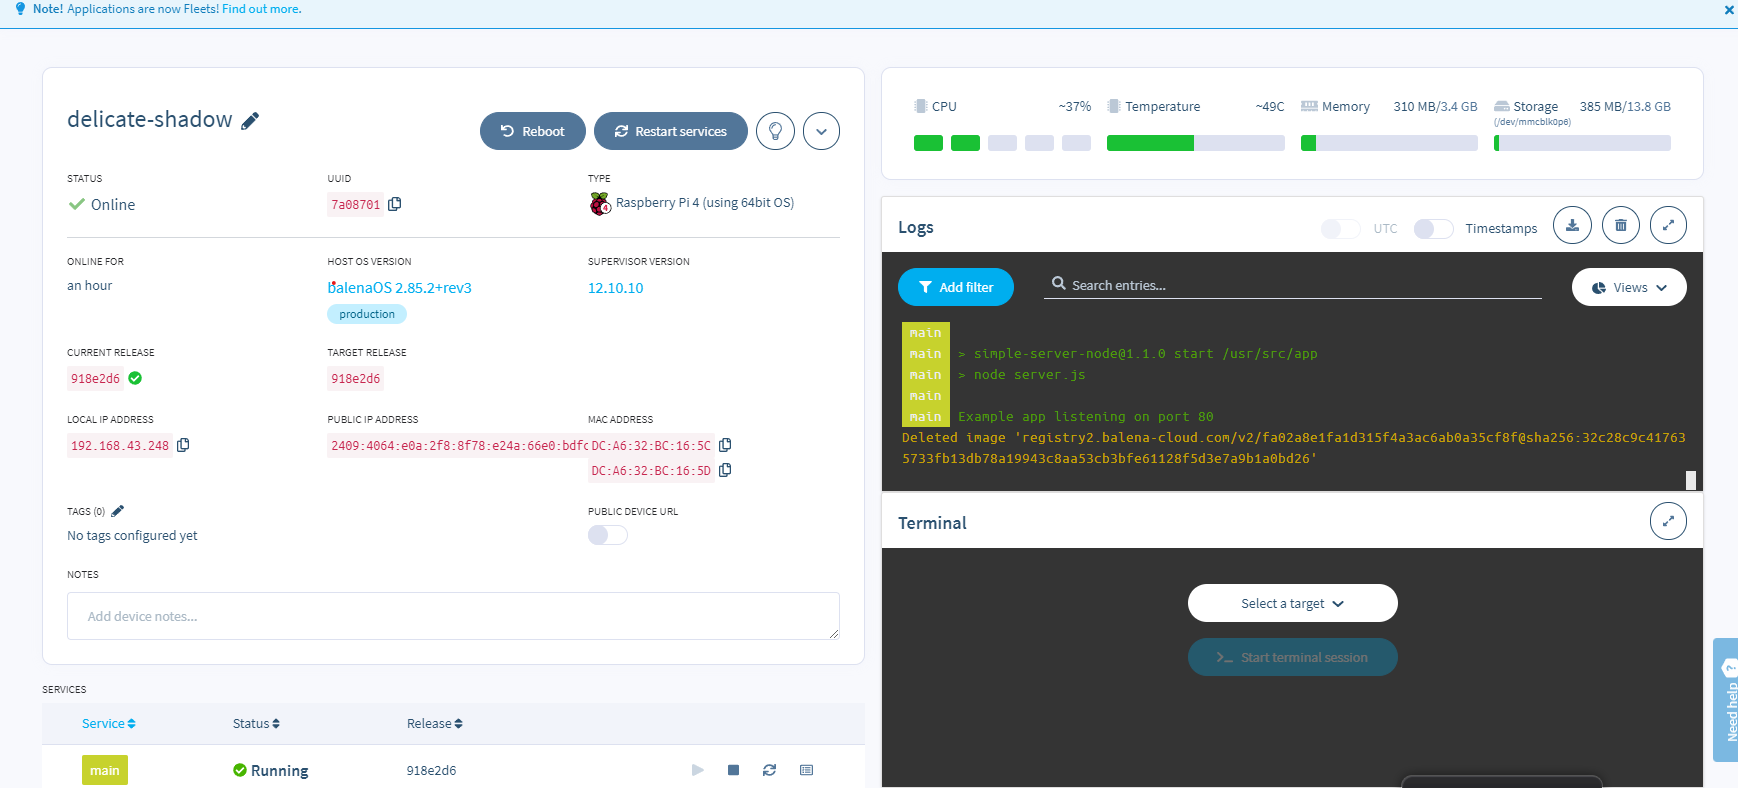 Note! Applications are now Fleets! Find out more.
delicate-shadow
Reboot
Restart services
STATUS
Online
UUID
7a08701
TYPE
Raspberry Pi 4 (using 64bit OS)
ONLINE FOR
an hour
HOST OS VERSION
balenaOS 2.85.2+rev3
production
SUPERVISOR VERSION
12.10.10
CURRENT RELEASE
918e2d6
TARGET RELEASE
918e2d6
LOCAL IP ADDRESS
192.168.43.248
PUBLIC IP ADDRESS
2409:4064:e0a:2f8:8f78:e24a:66e0:bdfc
MAC ADDRESS
DC:A6:32:BC:16:5C
DC:A6:32:BC:16:5D
TAGS (0)
No tags configured yet
PUBLIC DEVICE URL
NOTES
Add device notes...
SERVICES
Service Status Release
main Running 918e2d6
CPU ~37%
Temperature ~49C
Memory 310 MB/3.4 GB
Storage 385 MB/13.8 GB
(/dev/mmcblk0p6)
Logs
UTC Timestamps
Add filter
Search entries...
Views
main
main > simple-server-node@1.1.0 start /usr/src/app
main > node server.js
main
main Example app listening on port 80
Deleted image 'registry2.balena-cloud.com/v2/fa02a8e1fa1d315f4a3ac6ab0a35cf8f@sha256:32c28c9c41763
5733fb13db78a19943c8aa53cb3bfe61128f5d3e7a9b1a0bd26'
Terminal
Select a target
>_ Start terminal session
Need help
?